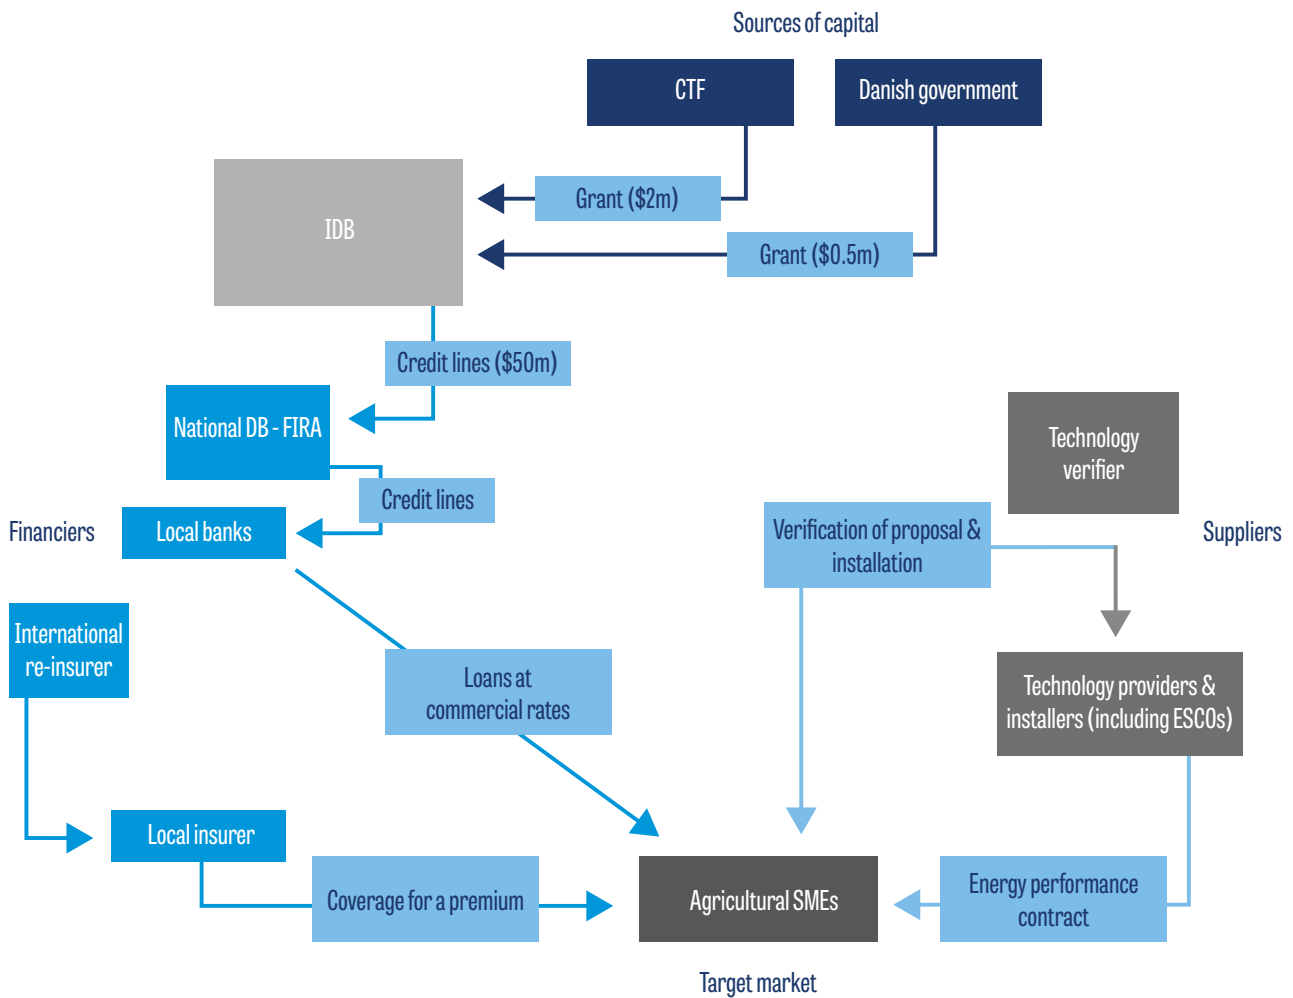 Sources of capital
CTF
Danish government
Grant ($2m)
IDB
Grant ($0.5m)
Credit lines ($50m)
National DB - FIRA
Technology
verifier
Credit lines
Financiers
Local banks
Verification of proposal &
installation
Suppliers
International
re-insurer
Loans at
commercial rates
Technology providers &
installers (including ESCOs)
Local insurer
Coverage for a premium
Agricultural SMEs
Energy performance
contract
Target market